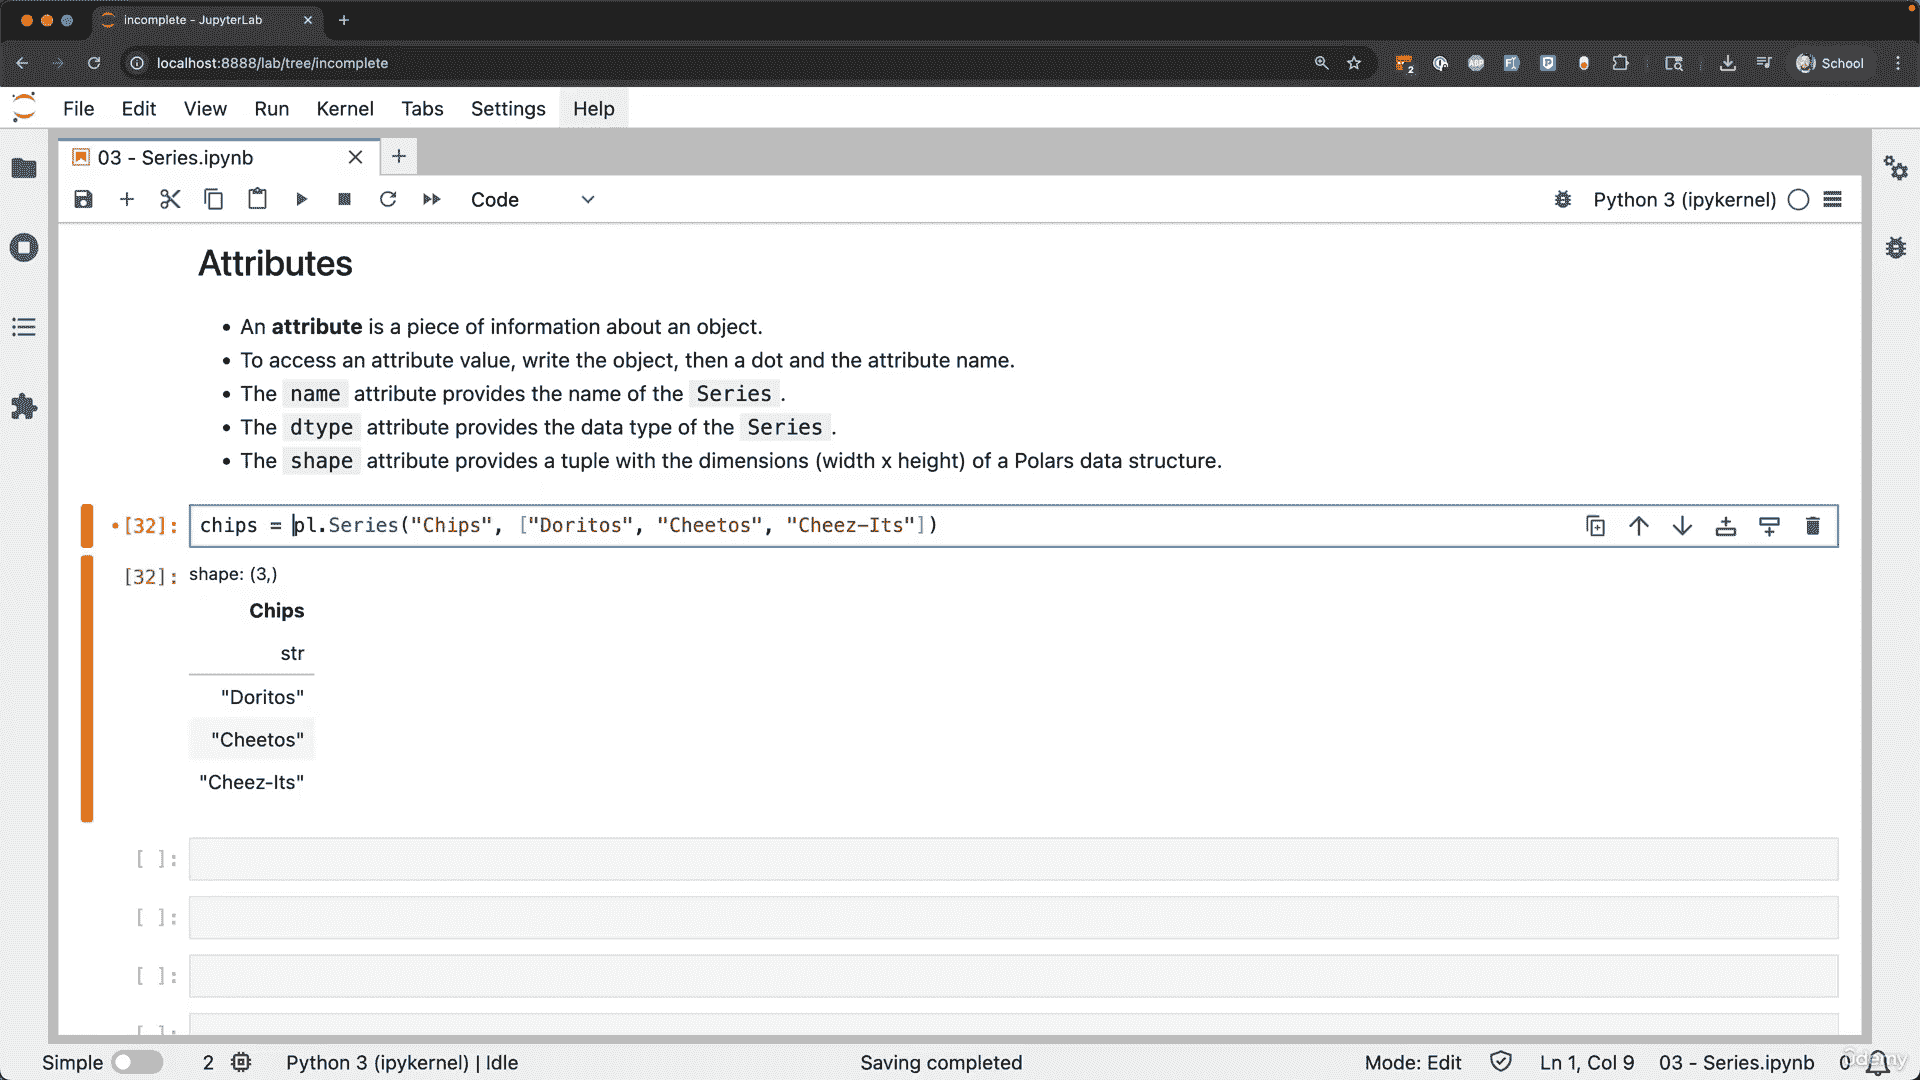 incomplete - JupyterLab
localhost:8888/lab/tree/incomplete
2
ABP
School
File Edit View Run Kernel Tabs Settings Help
03 - Series.ipynb
Code
Python 3 (ipykernel)
Attributes
• An attribute is a piece of information about an object.
• To access an attribute value, write the object, then a dot and the attribute name.
• The name attribute provides the name of the Series.
• The dtype attribute provides the data type of the Series.
• The shape attribute provides a tuple with the dimensions (width x height) of a Polars data structure.
[32]: chips = pl.Series("Chips", ["Doritos", "Cheetos", "Cheez-Its"])
[32]: shape: (3,)
Chips
str
"Doritos"
"Cheetos"
"Cheez-Its"
[ ]:
[ ]:
[ ]:
[ ]:
Simple 2 Python 3 (ipykernel) | Idle Saving completed Mode: Edit Ln 1, Col 9 03 - Series.ipynb 0
udemy